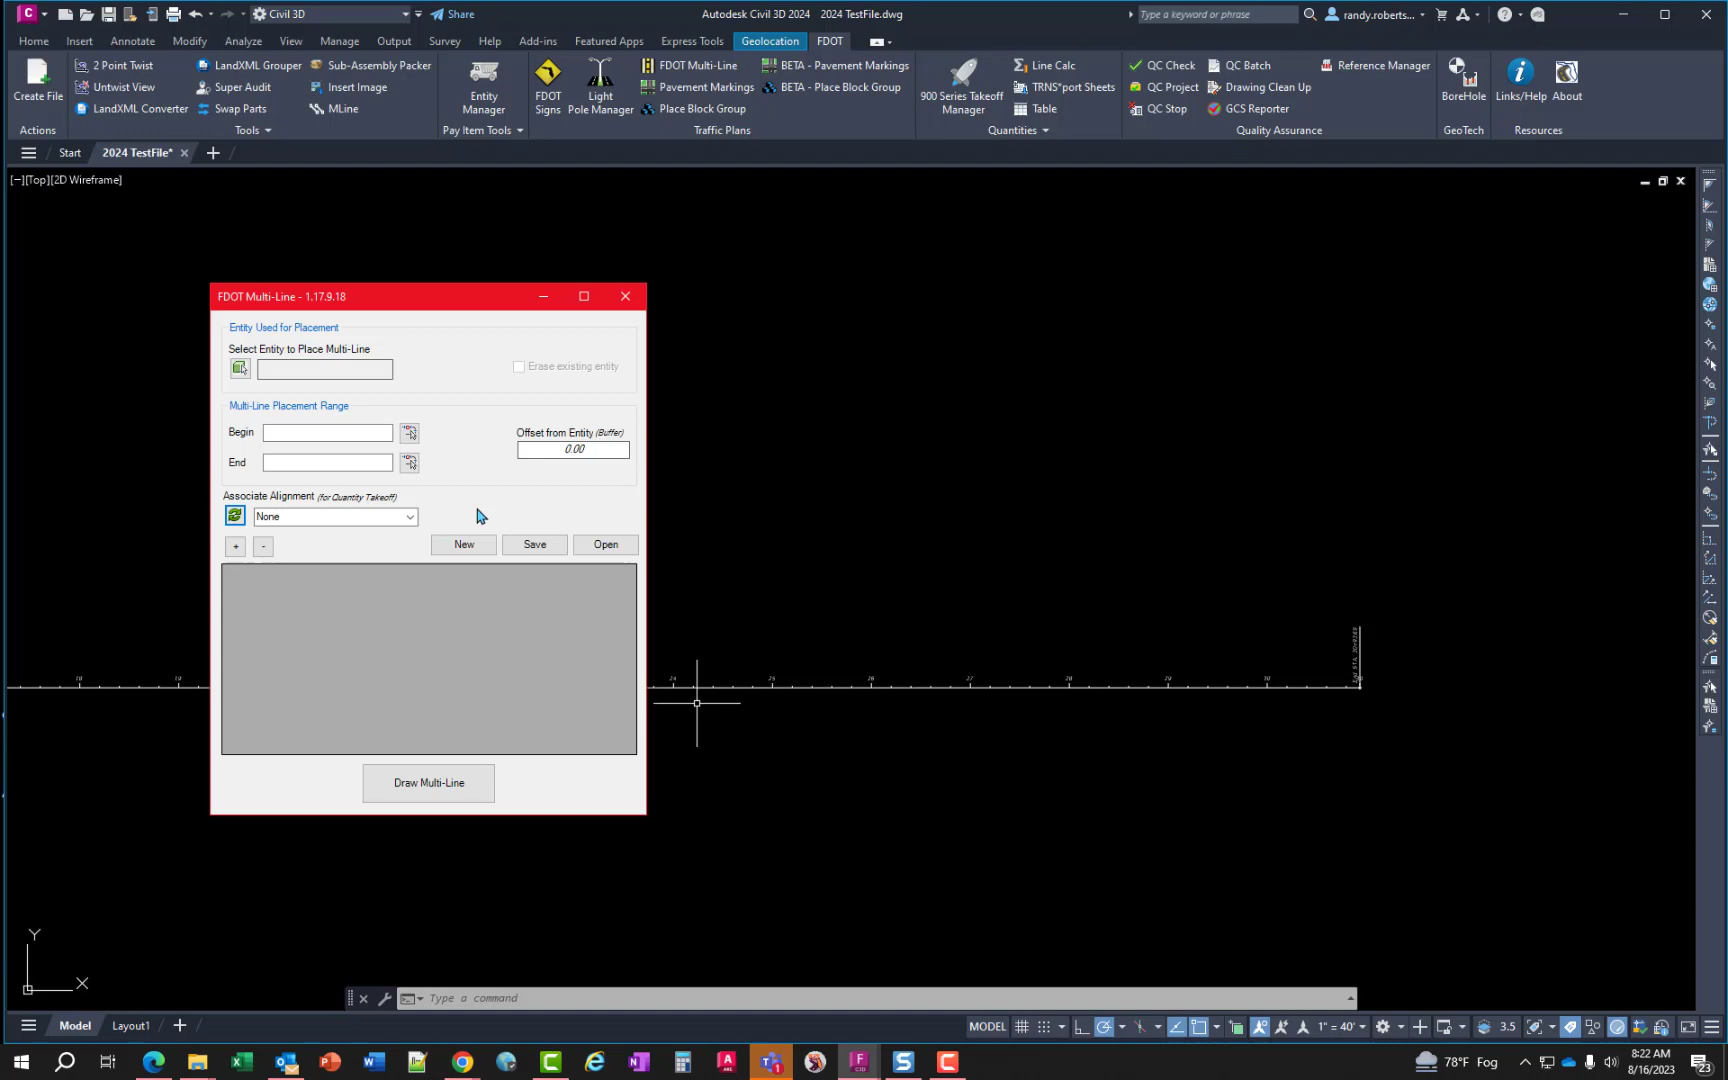 C Civil 3D Share Autodesk Civil 3D 2024 2024 TestFile.dwg Type a keyword or phrase randy.roberts... ?
Home Insert Annotate Modify Analyze View Manage Output Survey Help Add-ins Featured Apps Express Tools Geolocation FDOT
2 Point Twist LandXML Grouper Sub-Assembly Packer FDOT Multi-Line BETA - Pavement Markings Line Calc QC Check QC Batch Reference Manager
Untwist View Super Audit Insert Image Pavement Markings BETA - Place Block Group TRNS*port Sheets QC Project Drawing Clean Up
LandXML Converter Swap Parts MLine Place Block Group Table QC Stop GCS Reporter
Create File
Entity
Manager
FDOT
Signs
Light
Pole Manager
900 Series Takeoff
Manager
BoreHole
Links/Help
About
Actions Tools Pay Item Tools Traffic Plans Quantities Quality Assurance GeoTech Resources
Start 2024 TestFile*
[−][Top][2D Wireframe]
FDOT Multi-Line - 1.17.9.18
Entity Used for Placement
Select Entity to Place Multi-Line
Erase existing entity
Multi-Line Placement Range
Begin
Offset from Entity (Buffer)
0.00
End
Associate Alignment (for Quantity Takeoff)
None
+ - New Save Open
Draw Multi-Line
18 19 24 25 26 27 28 29 30
Y
X
Type a command
Model Layout1 MODEL 1" = 40' 3.5
78°F Fog
8:22 AM
8/16/2023
23